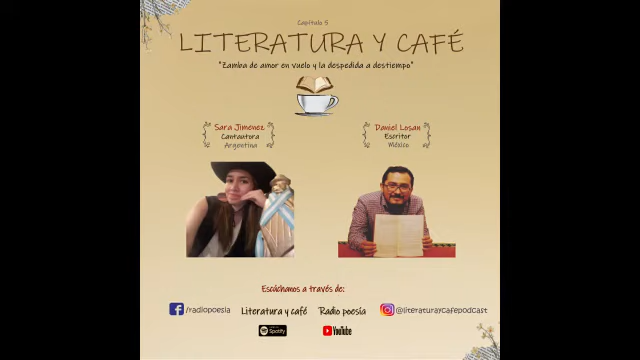 Capítulo 5
LITERATURA Y CAFÉ
"Zamba de amor en vuelo y la despedida a destiempo"
Sara Jiménez
Cantautora
Argentina
Daniel Losan
Escritor
México
Escúchanos a través de:
/radiopoesia
Literatura y café
Radio poesía
@literaturaycafepodcast
Spotify
YouTube